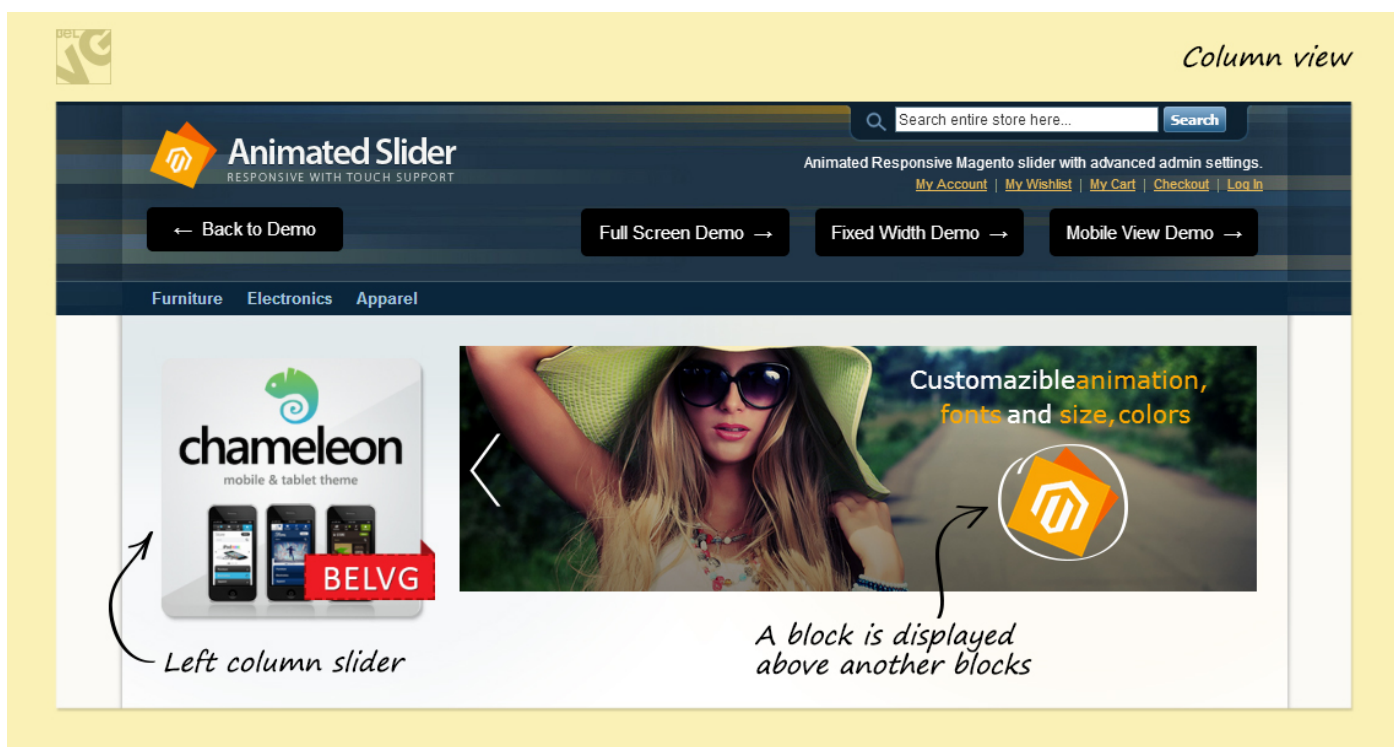 BEL VG
Column view
Search entire store here... Search
Animated Slider
RESPONSIVE WITH TOUCH SUPPORT
Animated Responsive Magento slider with advanced admin settings.
My Account | My Wishlist | My Cart | Checkout | Log In
← Back to Demo
Full Screen Demo →
Fixed Width Demo →
Mobile View Demo →
Furniture Electronics Apparel
chameleon
mobile & tablet theme
BELVG
Customazibleanimation,
fonts and size,colors
Left column slider
A block is displayed
above another blocks